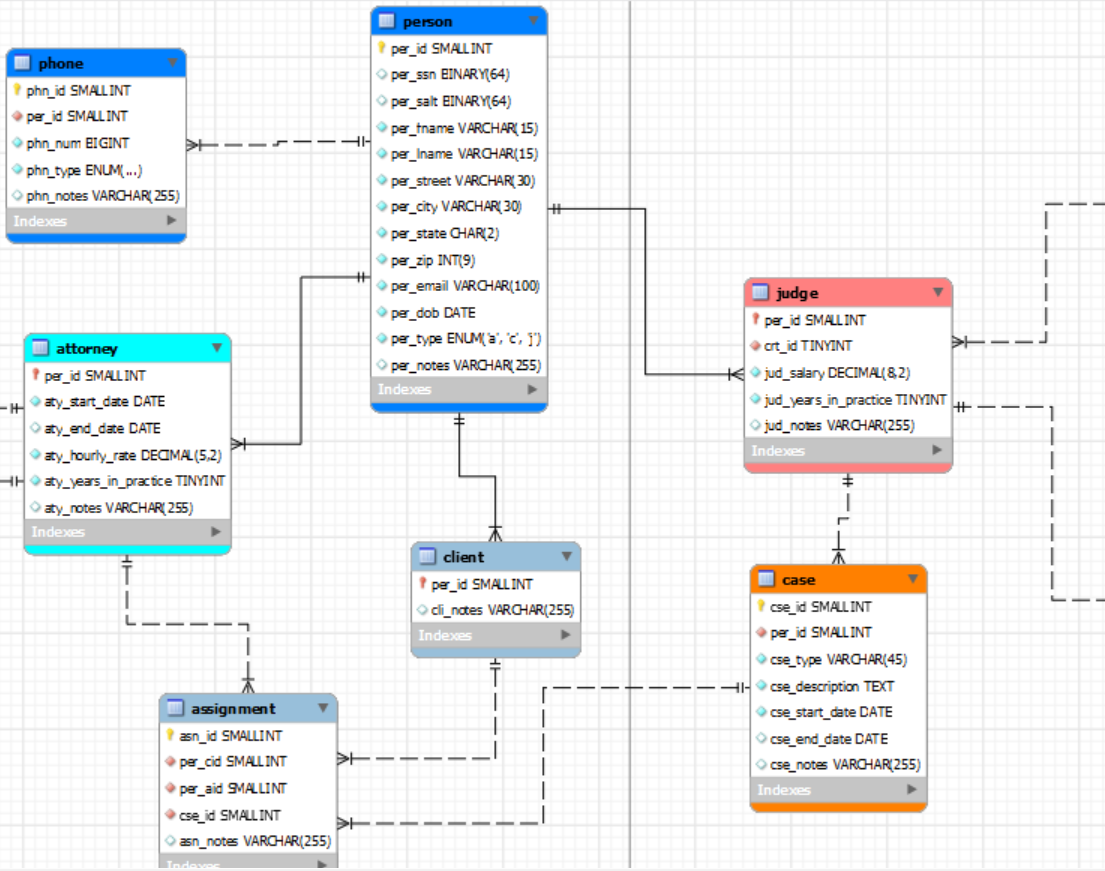 person
per_id SMALLINT
per_ssn BINARY(64)
per_salt BINARY(64)
per_fname VARCHAR(15)
per_lname VARCHAR(15)
per_street VARCHAR(30)
per_city VARCHAR(30)
per_state CHAR(2)
per_zip INT(9)
per_email VARCHAR(100)
per_dob DATE
per_type ENUM('a', 'c', 'j')
per_notes VARCHAR(255)
Indexes
phone
phn_id SMALLINT
per_id SMALLINT
phn_num BIGINT
phn_type ENUM(...)
phn_notes VARCHAR(255)
Indexes
judge
per_id SMALLINT
crt_id TINYINT
jud_salary DECIMAL(8,2)
jud_years_in_practice TINYINT
jud_notes VARCHAR(255)
Indexes
attorney
per_id SMALLINT
aty_start_date DATE
aty_end_date DATE
aty_hourly_rate DECIMAL(5,2)
aty_years_in_practice TINYINT
aty_notes VARCHAR(255)
Indexes
client
per_id SMALLINT
cli_notes VARCHAR(255)
Indexes
case
cse_id SMALLINT
per_id SMALLINT
cse_type VARCHAR(45)
cse_description TEXT
cse_start_date DATE
cse_end_date DATE
cse_notes VARCHAR(255)
Indexes
assignment
asn_id SMALLINT
per_cid SMALLINT
per_aid SMALLINT
cse_id SMALLINT
asn_notes VARCHAR(255)
Indexes